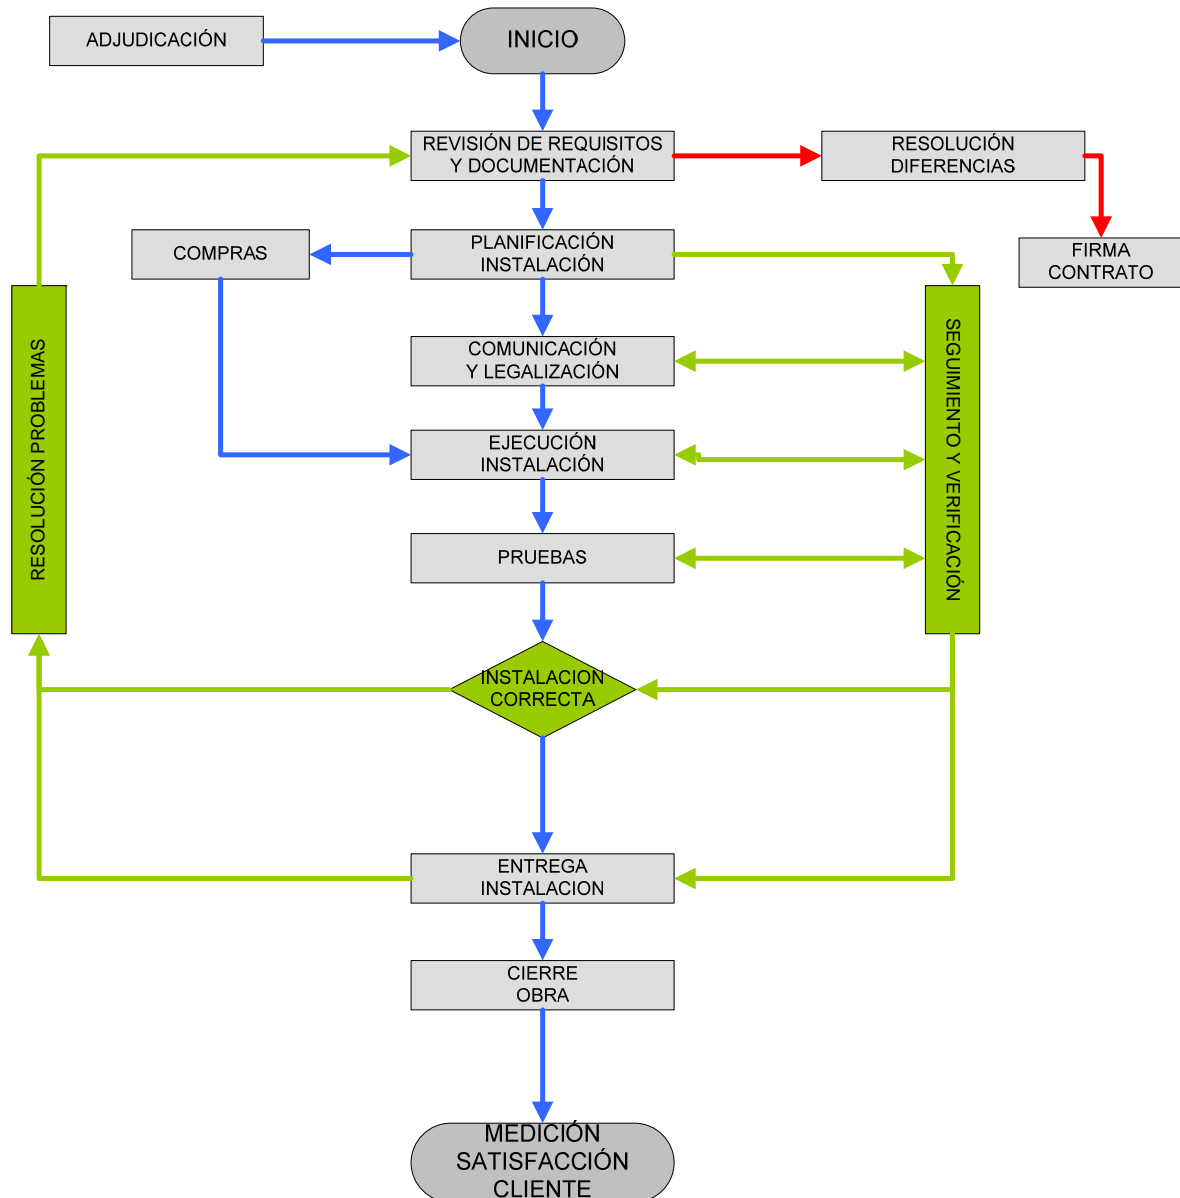 ADJUDICACIÓN
INICIO
REVISIÓN DE REQUISITOS
Y DOCUMENTACIÓN
RESOLUCIÓN
DIFERENCIAS
COMPRAS
PLANIFICACIÓN
INSTALACIÓN
FIRMA
CONTRATO
RESOLUCIÓN PROBLEMAS
COMUNICACIÓN
Y LEGALIZACIÓN
SEGUIMIENTO Y VERIFICACIÓN
EJECUCIÓN
INSTALACIÓN
PRUEBAS
INSTALACION
CORRECTA
ENTREGA
INSTALACION
CIERRE
OBRA
MEDICIÓN
SATISFACCIÓN
CLIENTE